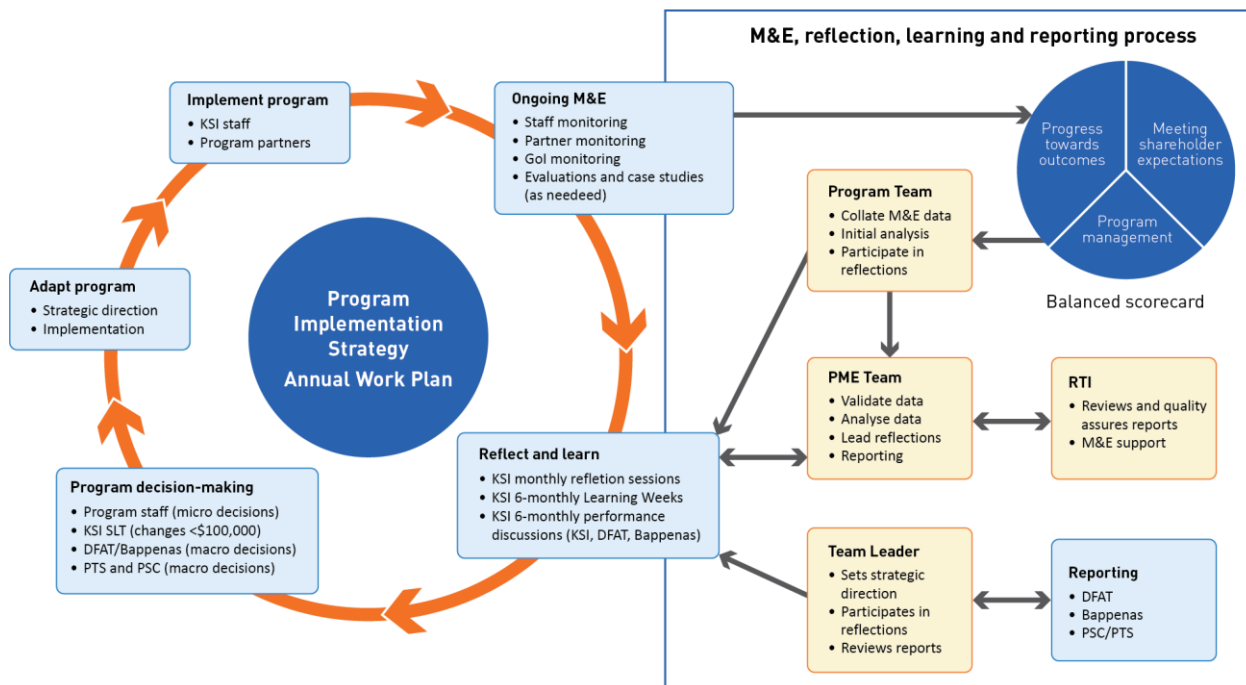 M&E, reflection, learning and reporting process
Implement program
• KSI staff
• Program partners
Ongoing M&E
• Staff monitoring
• Partner monitoring
• GoI monitoring
• Evaluations and case studies
(as needeed)
Progress
towards
outcomes
Meeting
shareholder
expectations
Program
management
Balanced scorecard
Program Team
• Collate M&E data
• Initial analysis
• Participate in
reflections
Adapt program
• Strategic direction
• Implementation
Program
Implementation
Strategy
Annual Work Plan
PME Team
• Validate data
• Analyse data
• Lead reflections
• Reporting
RTI
• Reviews and quality
assures reports
• M&E support
Program decision-making
• Program staff (micro decisions)
• KSI SLT (changes <$100,000)
• DFAT/Bappenas (macro decisions)
• PTS and PSC (macro decisions)
Reflect and learn
• KSI monthly refletion sessions
• KSI 6-monthly Learning Weeks
• KSI 6-monthly performance
discussions (KSI, DFAT, Bappenas)
Team Leader
• Sets strategic
direction
• Participates in
reflections
• Reviews reports
Reporting
• DFAT
• Bappenas
• PSC/PTS